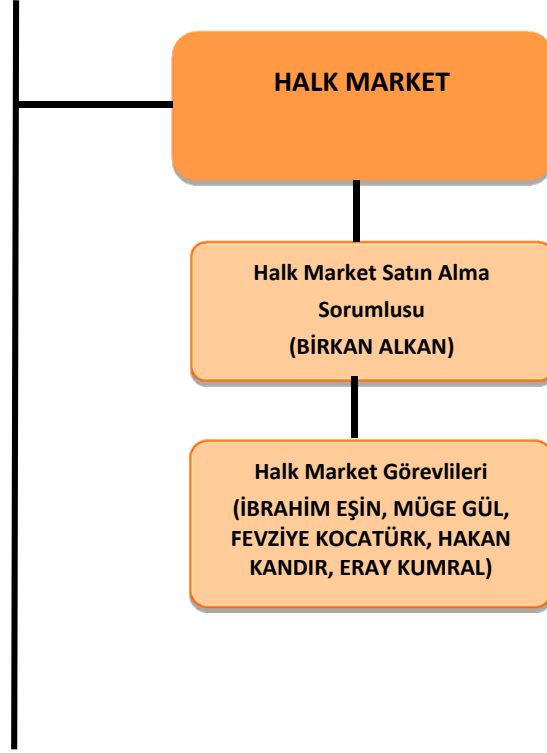 HALK MARKET
Halk Market Satın Alma
Sorumlusu
(BİRKAN ALKAN)
Halk Market Görevlileri
(İBRAHİM EŞİN, MÜGE GÜL,
FEVZİYE KOCATÜRK, HAKAN
KANDIR, ERAY KUMRAL)